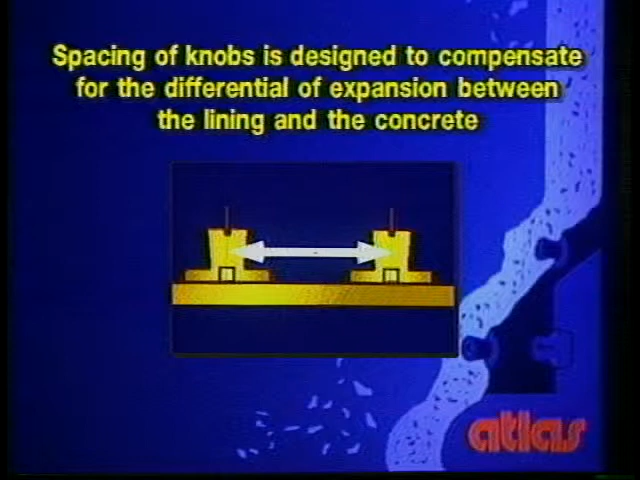 Spacing of knobs is designed to compensate
for the differential of expansion between
the lining and the concrete
atlas